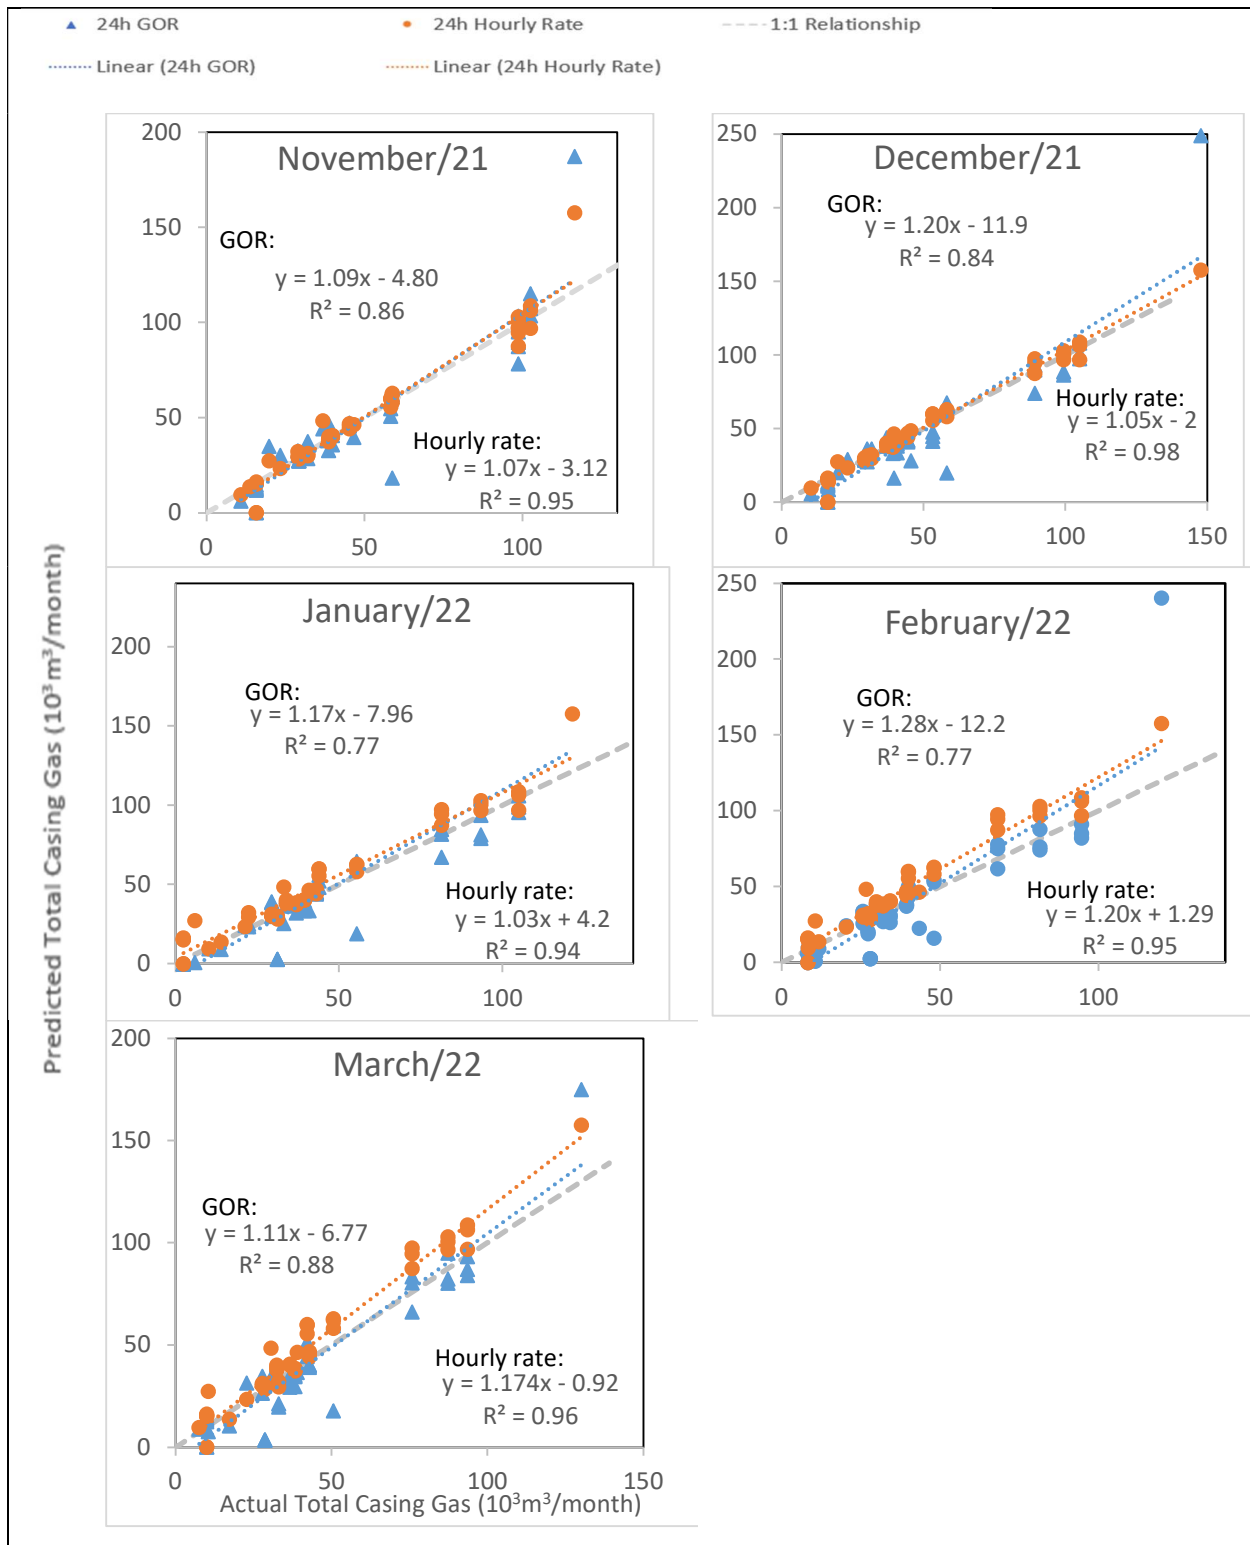 24h GOR 24h Hourly Rate 1:1 Relationship
Linear (24h GOR) Linear (24h Hourly Rate)
Predicted Total Casing Gas (10³m³/month)
November/21
200
150
100
50
0
GOR:
y = 1.09x - 4.80
R² = 0.86
Hourly rate:
y = 1.07x - 3.12
R² = 0.95
0 50 100
December/21
250
200
150
100
50
0
GOR:
y = 1.20x - 11.9
R² = 0.84
Hourly rate:
y = 1.05x - 2
R² = 0.98
0 50 100 150
January/22
200
150
100
50
0
GOR:
y = 1.17x - 7.96
R² = 0.77
Hourly rate:
y = 1.03x + 4.2
R² = 0.94
0 50 100
February/22
250
200
150
100
50
0
GOR:
y = 1.28x - 12.2
R² = 0.77
Hourly rate:
y = 1.20x + 1.29
R² = 0.95
0 50 100
March/22
200
150
100
50
0
GOR:
y = 1.11x - 6.77
R² = 0.88
Hourly rate:
y = 1.174x - 0.92
R² = 0.96
0 50 100 150
Actual Total Casing Gas (10³m³/month)